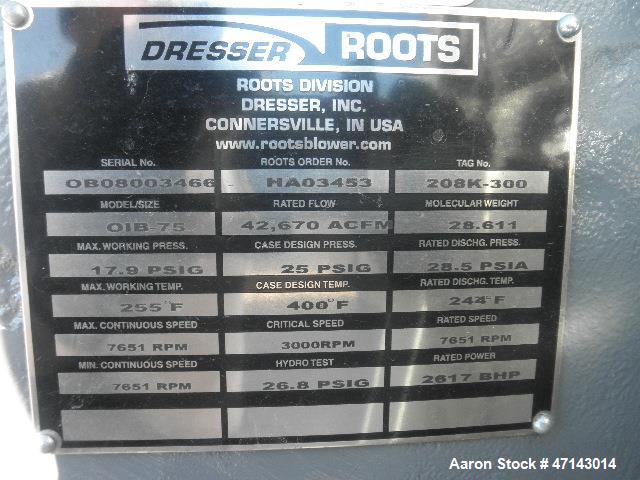 DRESSER ROOTS
ROOTS DIVISION
DRESSER, INC.
CONNERSVILLE, IN USA
www.rootsblower.com
SERIAL No. ROOTS ORDER No. TAG No.
OB08003466 HA03453 208K-300
MODEL/SIZE RATED FLOW MOLECULAR WEIGHT
OIB-75 42,670 ACFM 28.611
MAX. WORKING PRESS. CASE DESIGN PRESS. RATED DISCHG. PRESS.
17.9 PSIG 25 PSIG 28.5 PSIA
MAX. WORKING TEMP. CASE DESIGN TEMP. RATED DISCHG. TEMP.
255°F 400°F 244°F
MAX. CONTINUOUS SPEED CRITICAL SPEED RATED SPEED
7651 RPM 3000RPM 7651 RPM
MIN. CONTINUOUS SPEED HYDRO TEST RATED POWER
7651 RPM 26.8 PSIG 2617 BHP
Aaron Stock # 47143014